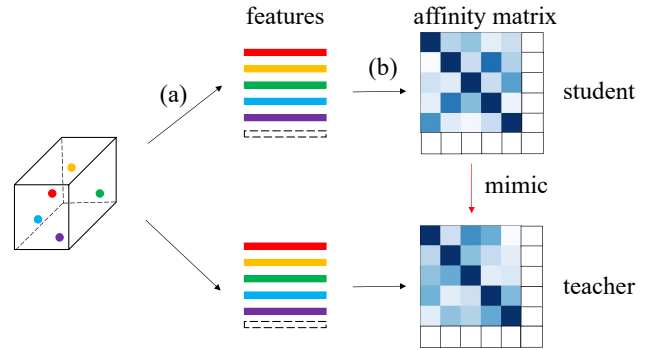 features
affinity matrix
(a)
(b)
student
mimic
teacher